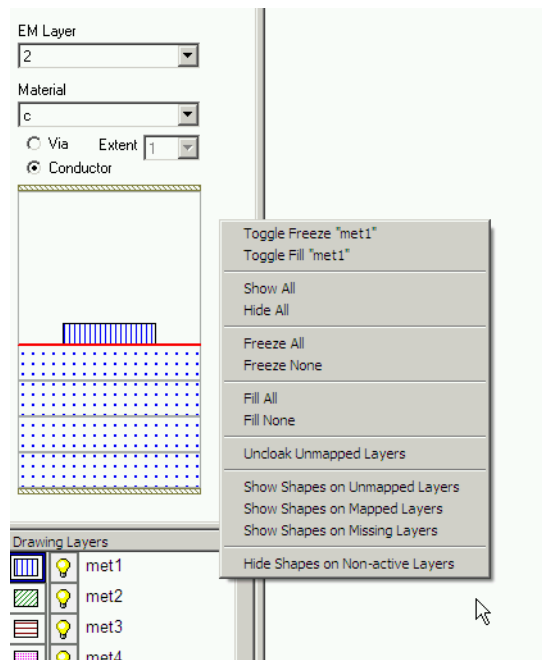 EM Layer
2
Material
c
Via Extent 1
Conductor
Toggle Freeze "met1"
Toggle Fill "met1"
Show All
Hide All
Freeze All
Freeze None
Fill All
Fill None
Uncloak Unmapped Layers
Show Shapes on Unmapped Layers
Show Shapes on Mapped Layers
Show Shapes on Missing Layers
Hide Shapes on Non-active Layers
Drawing Layers
met1
met2
met3
met4